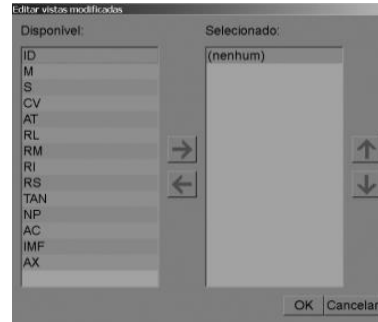 Editar vistas modificadas
Disponível:
Selecionado:
ID
M
S
CV
AT
RL
RM
RI
RS
TAN
NP
AC
IMF
AX
(nenhum)
OK
Cancelar